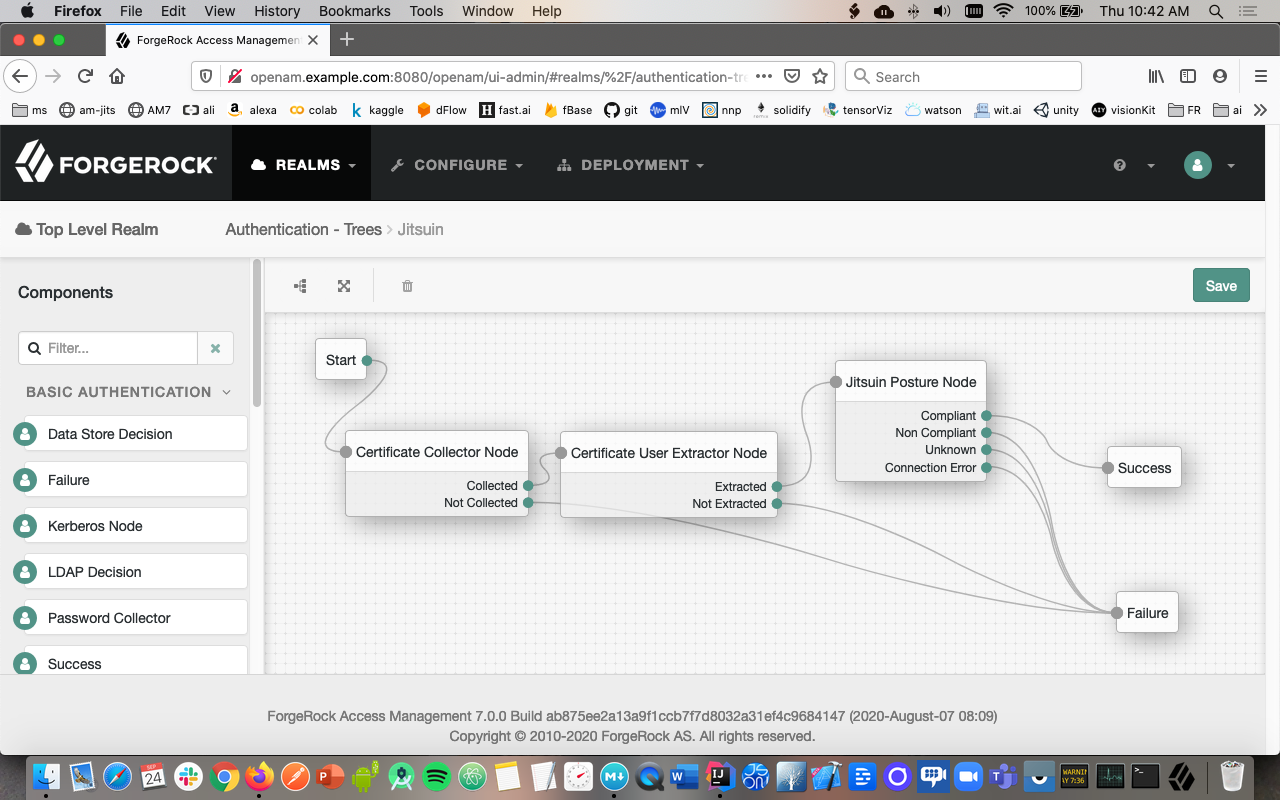 Firefox File Edit View History Bookmarks Tools Window Help 100% Thu 10:42 AM
ForgeRock Access Management
openam.example.com:8080/openam/ui-admin/#realms/%2F/authentication-tre Search
ms am-jits AM7 ali alexa colab kaggle dFlow fast.ai fBase git mlV nnp solidify tensorViz watson wit.ai unity visionKit FR ai
FORGEROCK REALMS CONFIGURE DEPLOYMENT
Top Level Realm Authentication - Trees > Jitsuin
Components
Save
Filter...
BASIC AUTHENTICATION
Data Store Decision
Failure
Kerberos Node
LDAP Decision
Password Collector
Success
Start
Certificate Collector Node
Collected
Not Collected
Certificate User Extractor Node
Extracted
Not Extracted
Jitsuin Posture Node
Compliant
Non Compliant
Unknown
Connection Error
Success
Failure
ForgeRock Access Management 7.0.0 Build ab875ee2a13a9f1ccb7f7d8032a31ef4c9684147 (2020-August-07 08:09)
Copyright © 2010-2020 ForgeRock AS. All rights reserved.
SEP
24